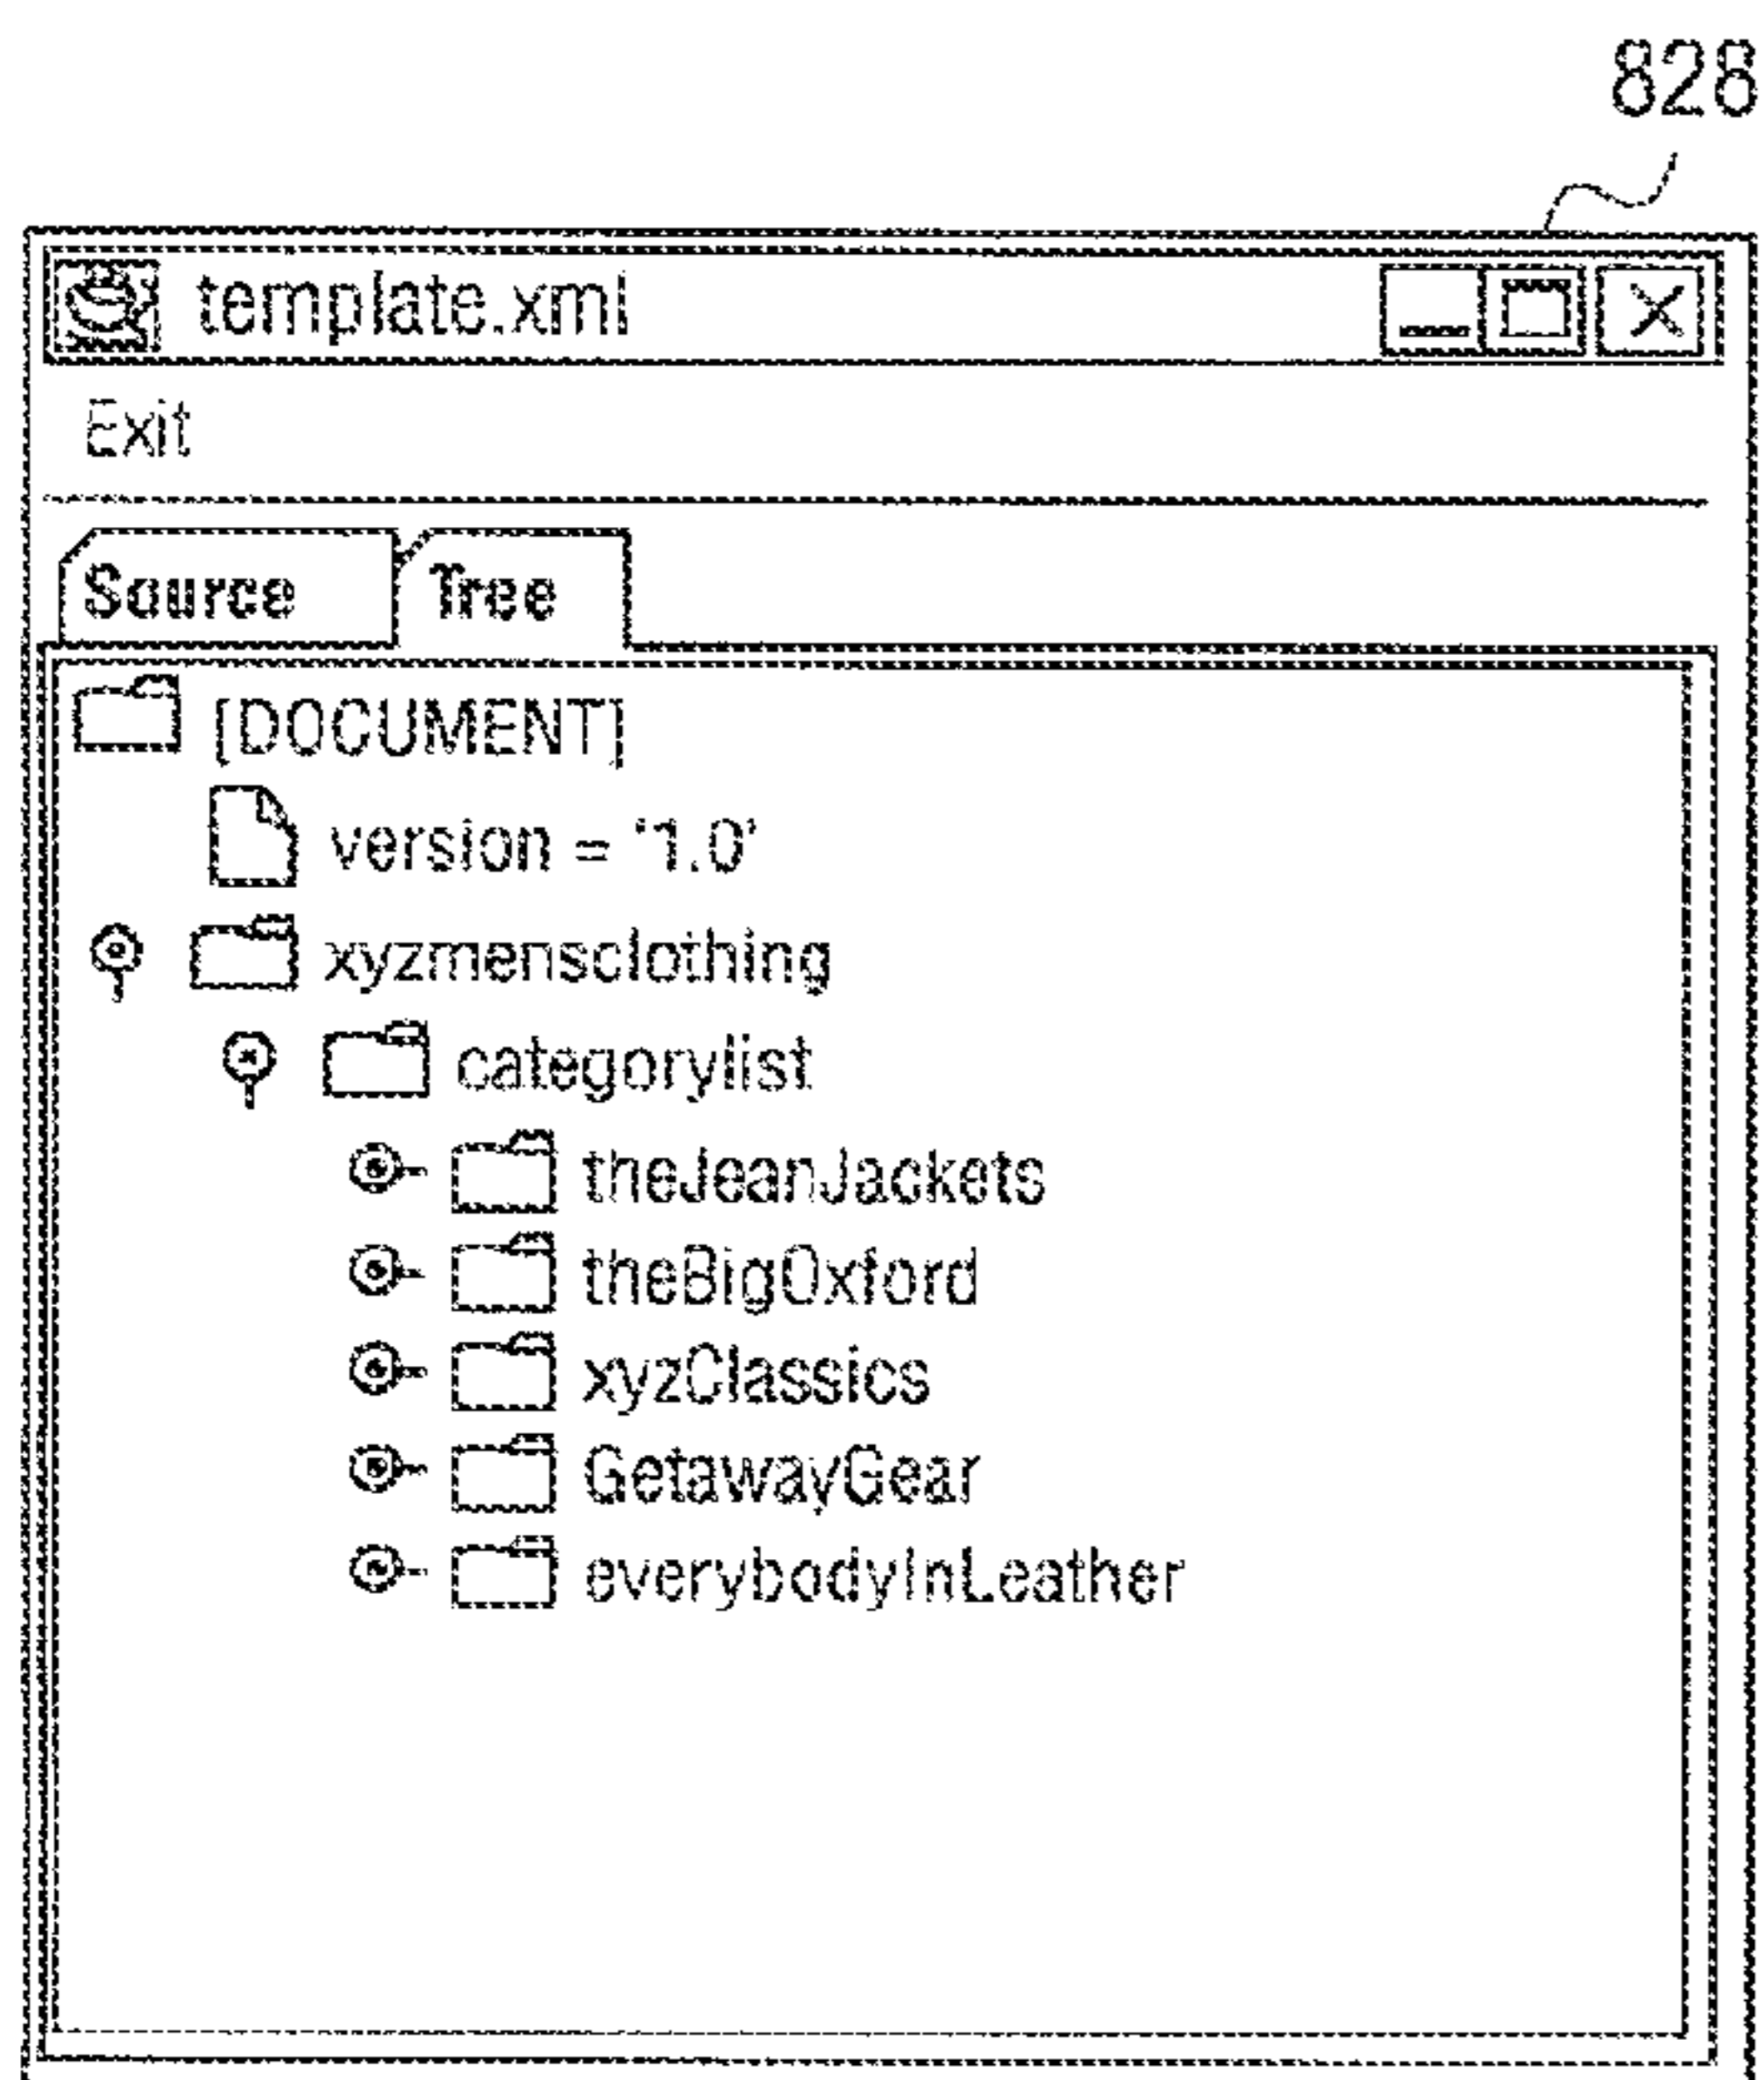 828
template.xml
Exit
Source Tree
[DOCUMENT]
version = '1.0'
xyzmensclothing
categorylist
theJeanJackets
theBigOxford
xyzClassics
GetawayGear
everybodyInLeather